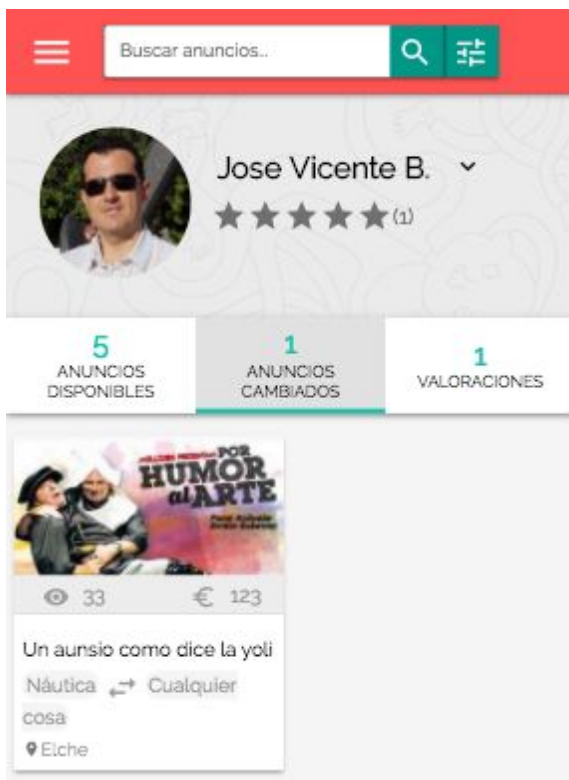 Buscar anuncios..
Jose Vicente B.
(1)
5
ANUNCIOS
DISPONIBLES
1
ANUNCIOS
CAMBIADOS
1
VALORACIONES
POR
HUMOR
al ARTE
33
€ 123
Un aunsio como dice la yoli
Náutica Cualquier
cosa
Elche